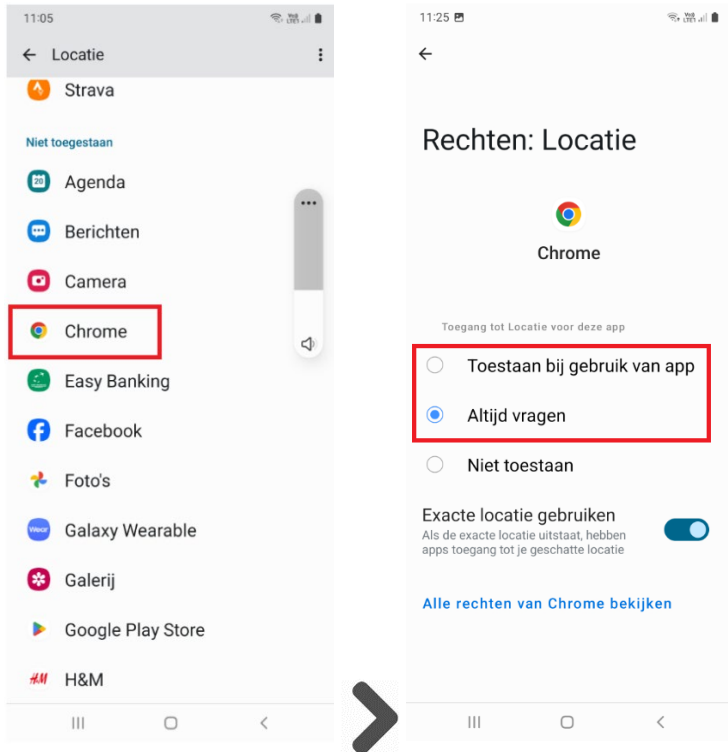 11:05
Locatie
Strava
Niet toegestaan
20
Agenda
Berichten
Camera
Chrome
Easy Banking
Facebook
Foto's
Wear
Galaxy Wearable
Galerij
Google Play Store
H&M
H&M
11:25
Rechten: Locatie
Chrome
Toegang tot Locatie voor deze app
Toestaan bij gebruik van app
Altijd vragen
Niet toestaan
Exacte locatie gebruiken
Als de exacte locatie uitstaat, hebben
apps toegang tot je geschatte locatie
Alle rechten van Chrome bekijken